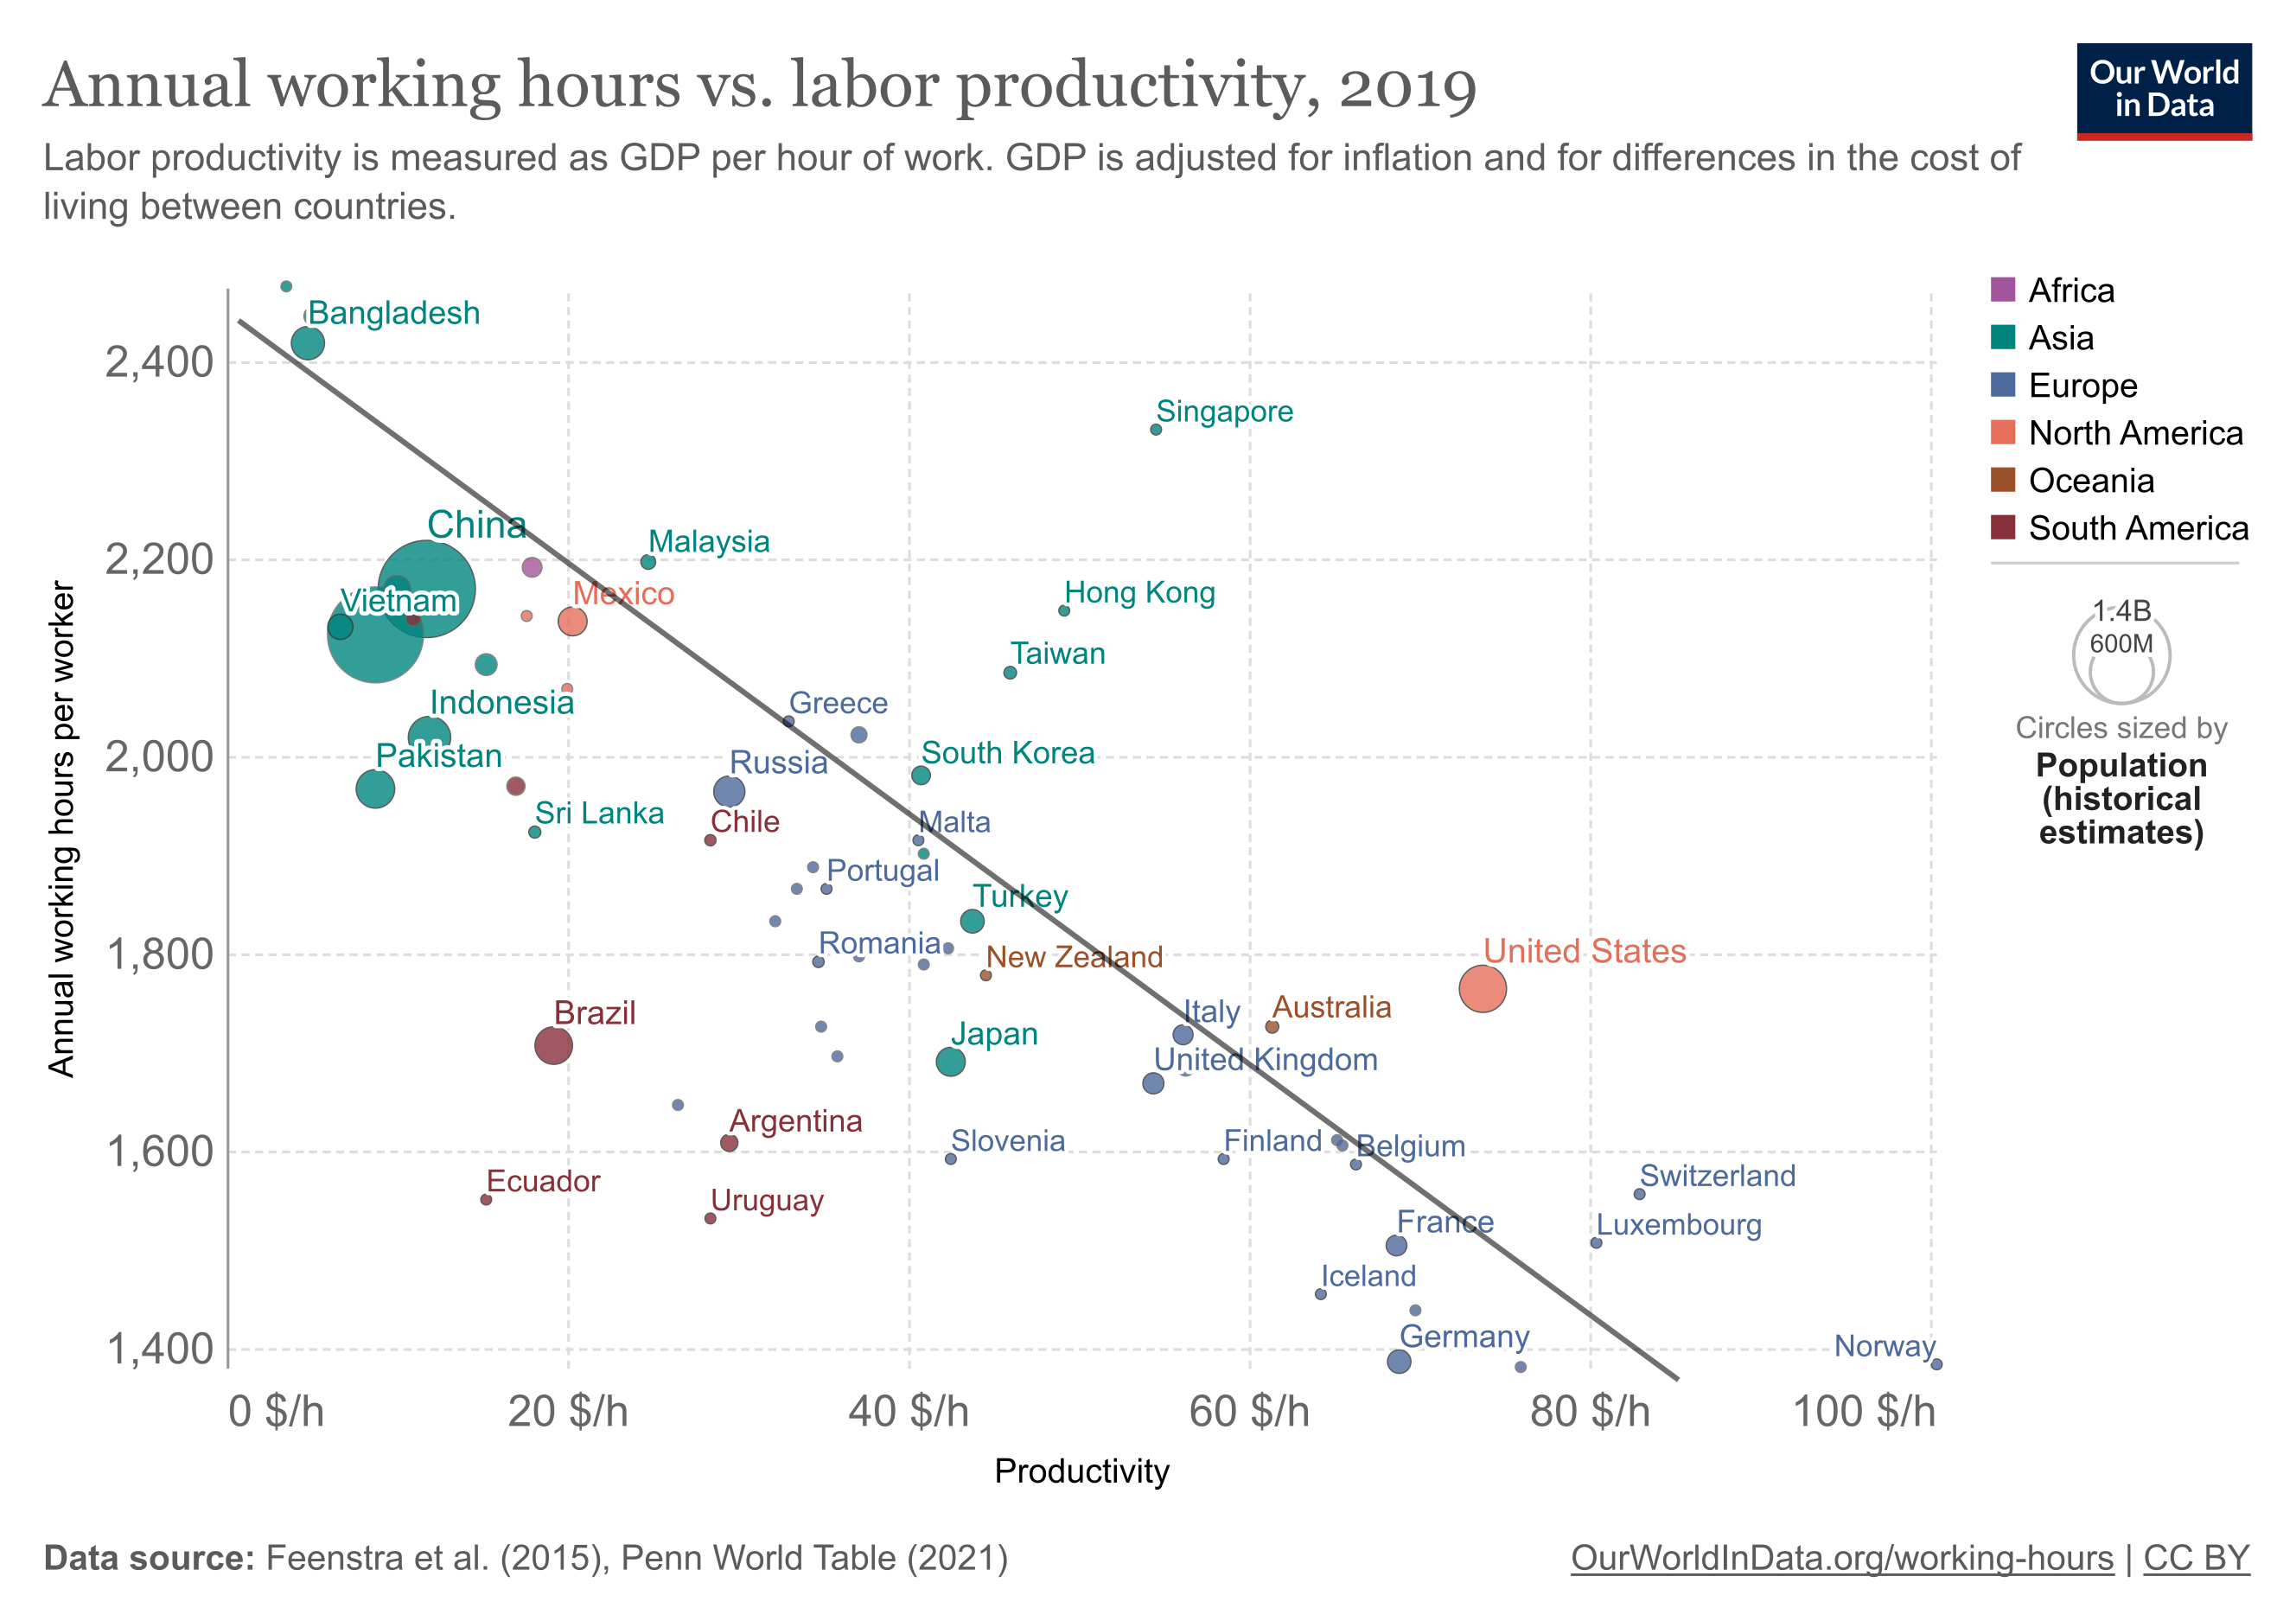 Annual working hours vs. labor productivity, 2019
Our World
in Data
Labor productivity is measured as GDP per hour of work. GDP is adjusted for inflation and for differences in the cost of
living between countries.
Africa
Asia
Europe
North America
Oceania
South America
1.4B
600M
Circles sized by
Population
(historical
estimates)
Annual working hours per worker
2,400
2,200
2,000
1,800
1,600
1,400
Bangladesh
Singapore
China
Malaysia
Hong Kong
Vietnam
Mexico
Taiwan
Indonesia
Greece
Pakistan
Russia
South Korea
Sri Lanka
Chile
Malta
Portugal
Turkey
Romania
New Zealand
United States
Brazil
Japan
Italy
Australia
United Kingdom
Argentina
Slovenia
Finland
Belgium
Ecuador
Uruguay
Switzerland
France
Luxembourg
Iceland
Germany
Norway
0 $/h
20 $/h
40 $/h
60 $/h
80 $/h
100 $/h
Productivity
Data source: Feenstra et al. (2015), Penn World Table (2021)
OurWorldInData.org/working-hours | CC BY